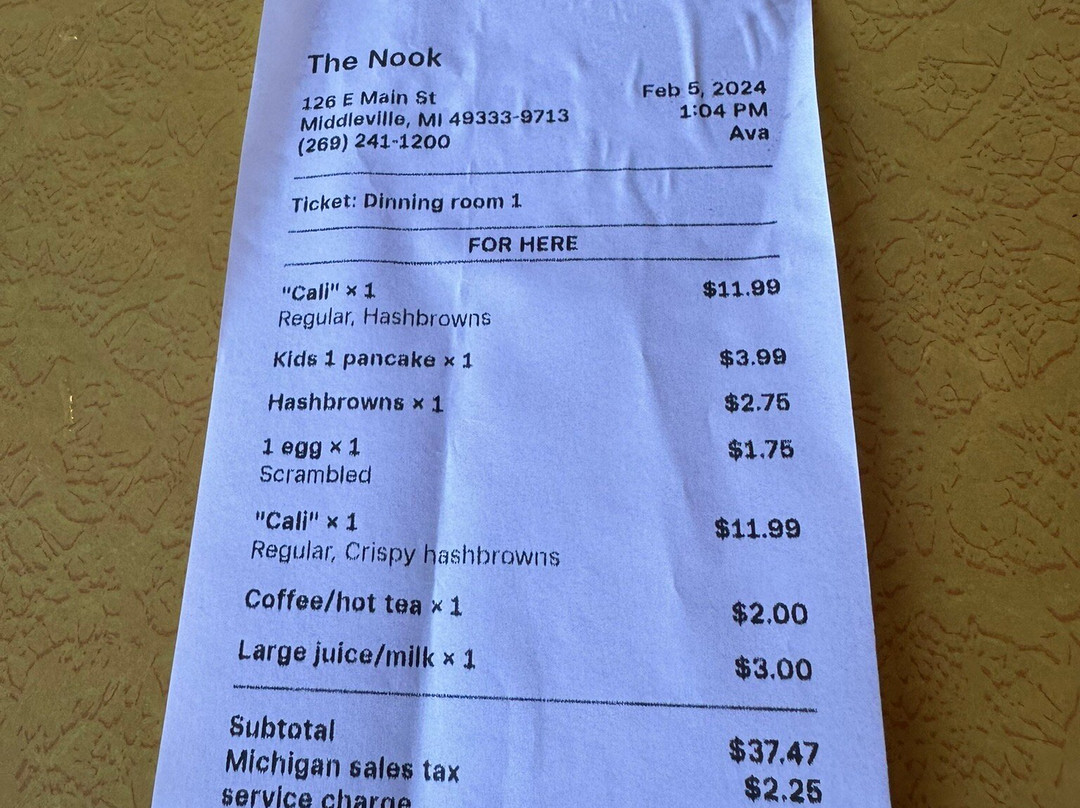 The Nook
126 E Main St
Middleville, MI 49333-9713
(269) 241-1200
Feb 5, 2024
1:04 PM
Ava
Ticket: Dinning room 1
FOR HERE
"Cali" × 1 $11.99
Regular, Hashbrowns
Kids 1 pancake × 1 $3.99
Hashbrowns × 1 $2.75
1 egg × 1 $1.75
Scrambled
"Cali" × 1 $11.99
Regular, Crispy hashbrowns
Coffee/hot tea × 1 $2.00
Large juice/milk × 1 $3.00
Subtotal $37.47
Michigan sales tax $2.25
service charge